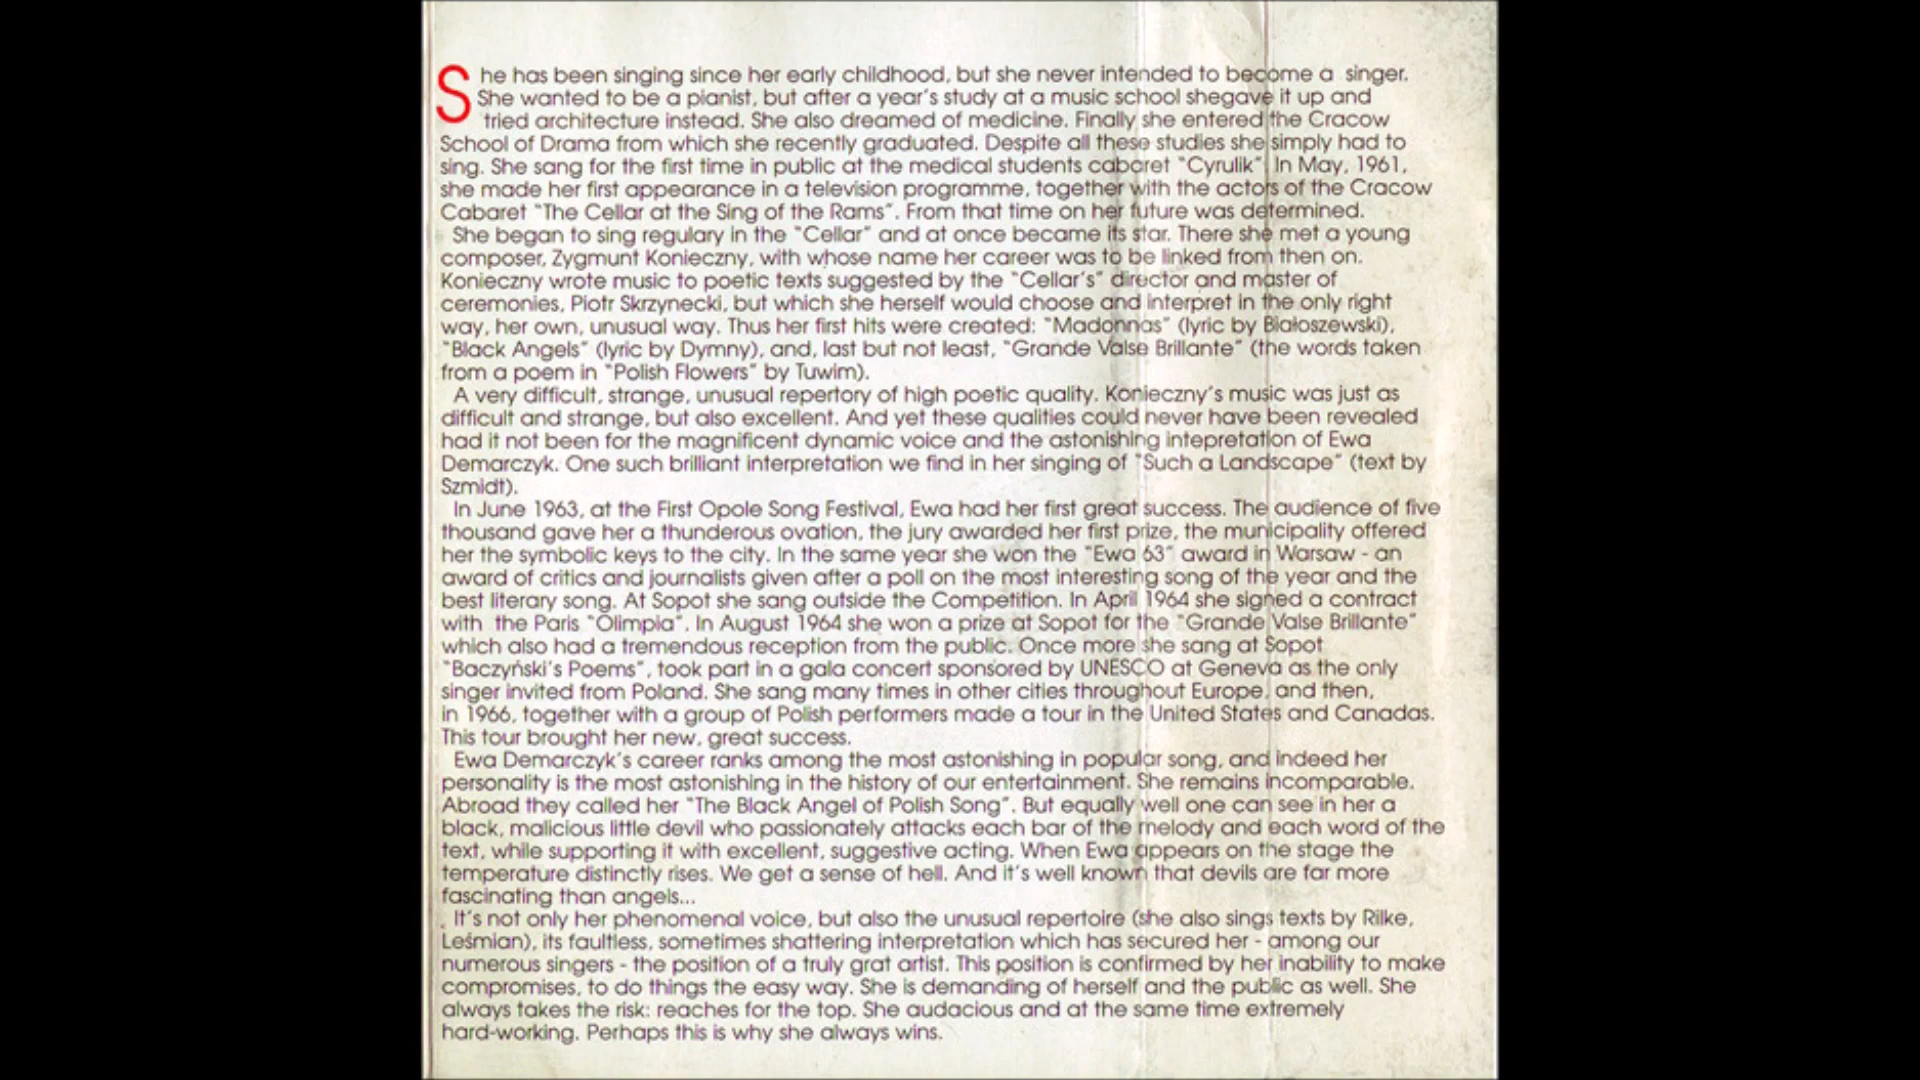 She has been singing since her early childhood, but she never intended to become a singer.
She wanted to be a pianist, but after a year's study at a music school shegave it up and
tried architecture instead. She also dreamed of medicine. Finally she entered the Cracow
School of Drama from which she recently graduated. Despite all these studies she simply had to
sing. She sang for the first time in public at the medical students cabaret "Cyrulik". In May, 1961,
she made her first appearance in a television programme, together with the actors of the Cracow
Cabaret "The Cellar at the Sing of the Rams". From that time on her future was determined.
She began to sing regulary in the "Cellar" and at once became its star. There she met a young
composer, Zygmunt Konieczny, with whose name her career was to be linked from then on.
Konieczny wrote music to poetic texts suggested by the "Cellar's" director and master of
ceremonies, Piotr Skrzynecki, but which she herself would choose and interpret in the only right
way, her own, unusual way. Thus her first hits were created: "Madonnas" (lyric by Białoszewski),
"Black Angels" (lyric by Dymny), and, last but not least, "Grande Valse Brillante" (the words taken
from a poem in "Polish Flowers" by Tuwim).
A very difficult, strange, unusual repertory of high poetic quality. Konieczny's music was just as
difficult and strange, but also excellent. And yet these qualities could never have been revealed
had it not been for the magnificent dynamic voice and the astonishing intepretation of Ewa
Demarczyk. One such brilliant interpretation we find in her singing of "Such a Landscape" (text by
Szmidt).
In June 1963, at the First Opole Song Festival, Ewa had her first great success. The audience of five
thousand gave her a thunderous ovation, the jury awarded her first prize, the municipality offered
her the symbolic keys to the city. In the same year she won the "Ewa 63" award in Warsaw - an
award of critics and journalists given after a poll on the most interesting song of the year and the
best literary song. At Sopot she sang outside the Competition. In April 1964 she signed a contract
with the Paris "Olimpia". In August 1964 she won a prize at Sopot for the "Grande Valse Brillante"
which also had a tremendous reception from the public. Once more she sang at Sopot
"Baczyński's Poems", took part in a gala concert sponsored by UNESCO at Geneva as the only
singer invited from Poland. She sang many times in other cities throughout Europe, and then,
in 1966, together with a group of Polish performers made a tour in the United States and Canadas.
This tour brought her new, great success.
Ewa Demarczyk's career ranks among the most astonishing in popular song, and indeed her
personality is the most astonishing in the history of our entertainment. She remains incomparable.
Abroad they called her "The Black Angel of Polish Song". But equally well one can see in her a
black, malicious little devil who passionately attacks each bar of the melody and each word of the
text, while supporting it with excellent, suggestive acting. When Ewa appears on the stage the
temperature distinctly rises. We get a sense of hell. And it's well known that devils are far more
fascinating than angels...
It's not only her phenomenal voice, but also the unusual repertoire (she also sings texts by Rilke,
Leśmian), its faultless, sometimes shattering interpretation which has secured her - among our
numerous singers - the position of a truly grat artist. This position is confirmed by her inability to make
compromises, to do things the easy way. She is demanding of herself and the public as well. She
always takes the risk: reaches for the top. She audacious and at the same time extremely
hard-working. Perhaps this is why she always wins.